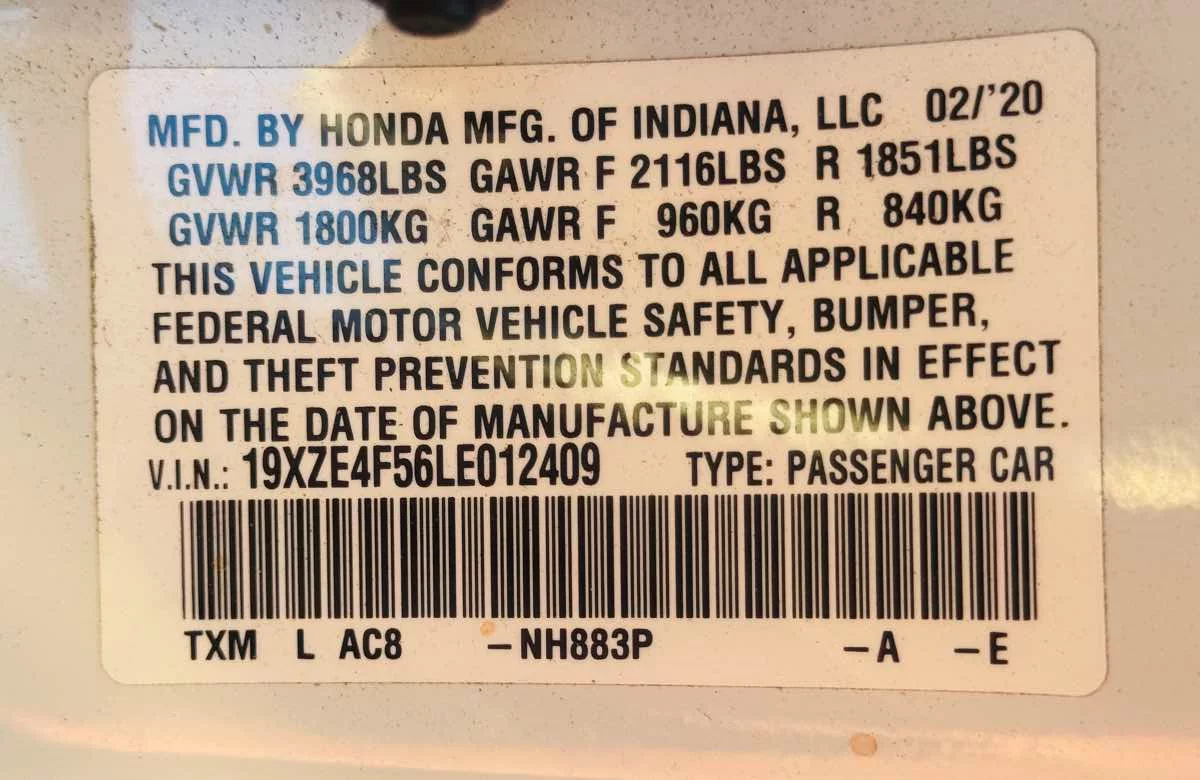 MFD. BY HONDA MFG. OF INDIANA, LLC 02/'20
GVWR 3968LBS GAWR F 2116LBS R 1851LBS
GVWR 1800KG GAWR F 960KG R 840KG
THIS VEHICLE CONFORMS TO ALL APPLICABLE
FEDERAL MOTOR VEHICLE SAFETY, BUMPER,
AND THEFT PREVENTION STANDARDS IN EFFECT
ON THE DATE OF MANUFACTURE SHOWN ABOVE.
V.I.N.: 19XZE4F56LE012409 TYPE: PASSENGER CAR
TXM L AC8 –NH883P –A –E